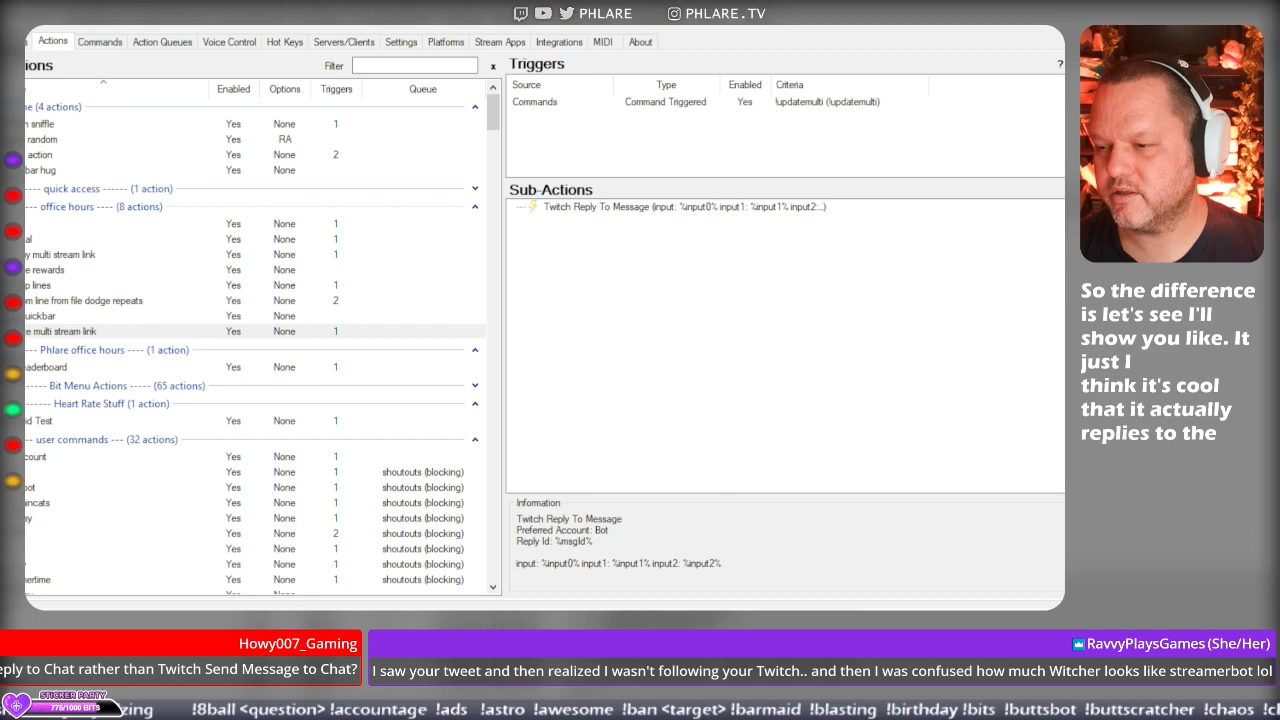 PHLARE
PHLARE.TV
Actions Commands Action Queues Voice Control Hot Keys Servers/Clients Settings Platforms Stream Apps Integrations MIDI About
ions
Filter
x
Enabled Options Triggers Queue
e (4 actions)
n sniffle Yes None 1
random Yes RA
action Yes None 2
bar hug Yes None
---- quick access ---- (1 action)
office hours ---- (8 actions)
Yes None 1
al Yes None 1
y multi stream link Yes None 1
e rewards Yes None
p lines Yes None 1
m line from file dodge repeats Yes None 2
uickbar Yes None
e multi stream link Yes None 1
---- Phlare office hours ---- (1 action)
eaderboard Yes None 1
------ Bit Menu Actions ---- (65 actions)
------- Heart Rate Stuff (1 action)
d Test Yes None 1
-- user commands --- (32 actions)
count Yes None 1
Yes None 1 shoutouts (blocking)
bot Yes None 1 shoutouts (blocking)
ancats Yes None 1 shoutouts (blocking)
sy Yes None 1 shoutouts (blocking)
Yes None 2 shoutouts (blocking)
Yes None 1 shoutouts (blocking)
Yes None 1 shoutouts (blocking)
nertime Yes None 1 shoutouts (blocking)
Triggers
?
Source Type Enabled Criteria
Commands Command Triggered Yes !updatemulti (!updatemulti)
Sub-Actions
Twitch Reply To Message (input: %input0% input1: %input1% input2:...)
Information
Twitch Reply To Message
Preferred Account: Bot
Reply Id: %msgId%
input: %input0% input1: %input1% input2: %input2%
So the difference
is let's see I'll
show you like. It
just I
think it's cool
that it actually
replies to the
Howy007_Gaming
eply to Chat rather than Twitch Send Message to Chat?
RavvyPlaysGames (She/Her)
I saw your tweet and then realized I wasn't following your Twitch.. and then I was confused how much Witcher looks like streamerbot lol
STICKER PARTY
775/1000 BITS
zing !8ball <question> !accountage !ads !astro !awesome !ban <target> !barmaid !blasting !birthday !bits !buttsbot !buttsbot !chaos !c